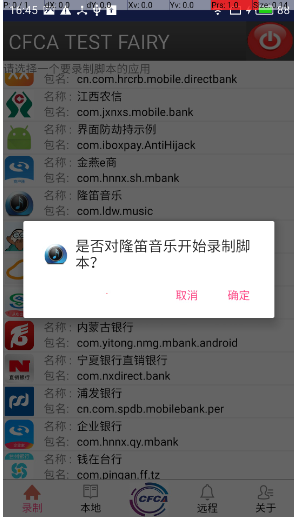 P: 0 / 1 dX: 0.0 dY: 0.0 Xv: 0.0 Yv: 0.0 Prs: 1.0 Size: 0.14
16:45 88
CFCA TEST FAIRY
请选择一个要录制脚本的应用
包名: cn.com.hrcrb.mobile.directbank
名称: 江西农信
包名: com.jxnxs.mobile.bank
名称: 界面防劫持示例
包名: com.iboxpay.AntiHijack
名称: 金燕e商
包名: com.hnnx.sh.mbank
名称: 隆笛音乐
包名: com.ldw.music
是否对隆笛音乐开始录制脚本?
取消 确定
名称: 内蒙古银行
包名: com.yitong.nmg.mbank.android
名称: 宁夏银行直销银行
包名: com.nxdirect.bank
名称: 浦发银行
包名: cn.com.spdb.mobilebank.per
名称: 企业银行
包名: com.hnnx.qy.mbank
名称: 钱在台行
包名: com.pingan.ff.tz
录制 本地 CFCA 远程 关于